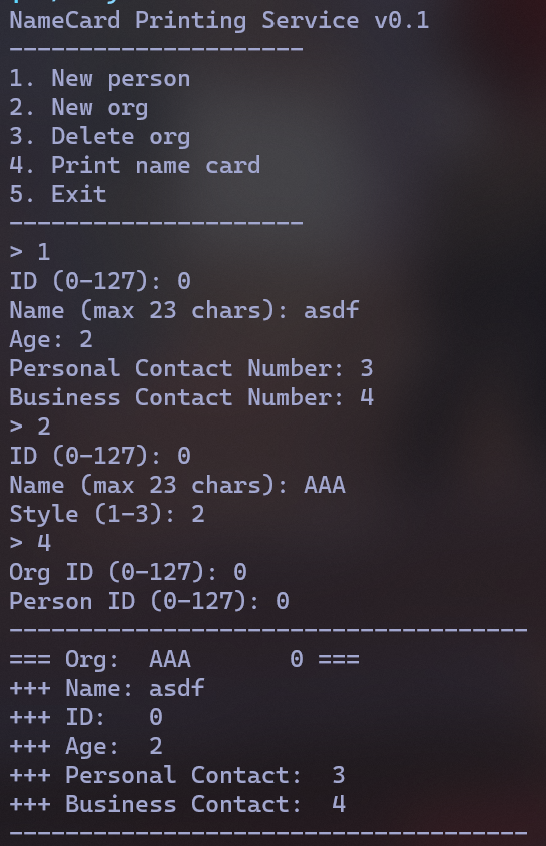 NameCard Printing Service v0.1
---------------------
1. New person
2. New org
3. Delete org
4. Print name card
5. Exit
---------------------
> 1
ID (0-127): 0
Name (max 23 chars): asdf
Age: 2
Personal Contact Number: 3
Business Contact Number: 4
> 2
ID (0-127): 0
Name (max 23 chars): AAA
Style (1-3): 2
> 4
Org ID (0-127): 0
Person ID (0-127): 0
-------------------------------------
=== Org:  AAA       0 ===
+++ Name: asdf
+++ ID:   0
+++ Age:  2
+++ Personal Contact:  3
+++ Business Contact:  4
-------------------------------------